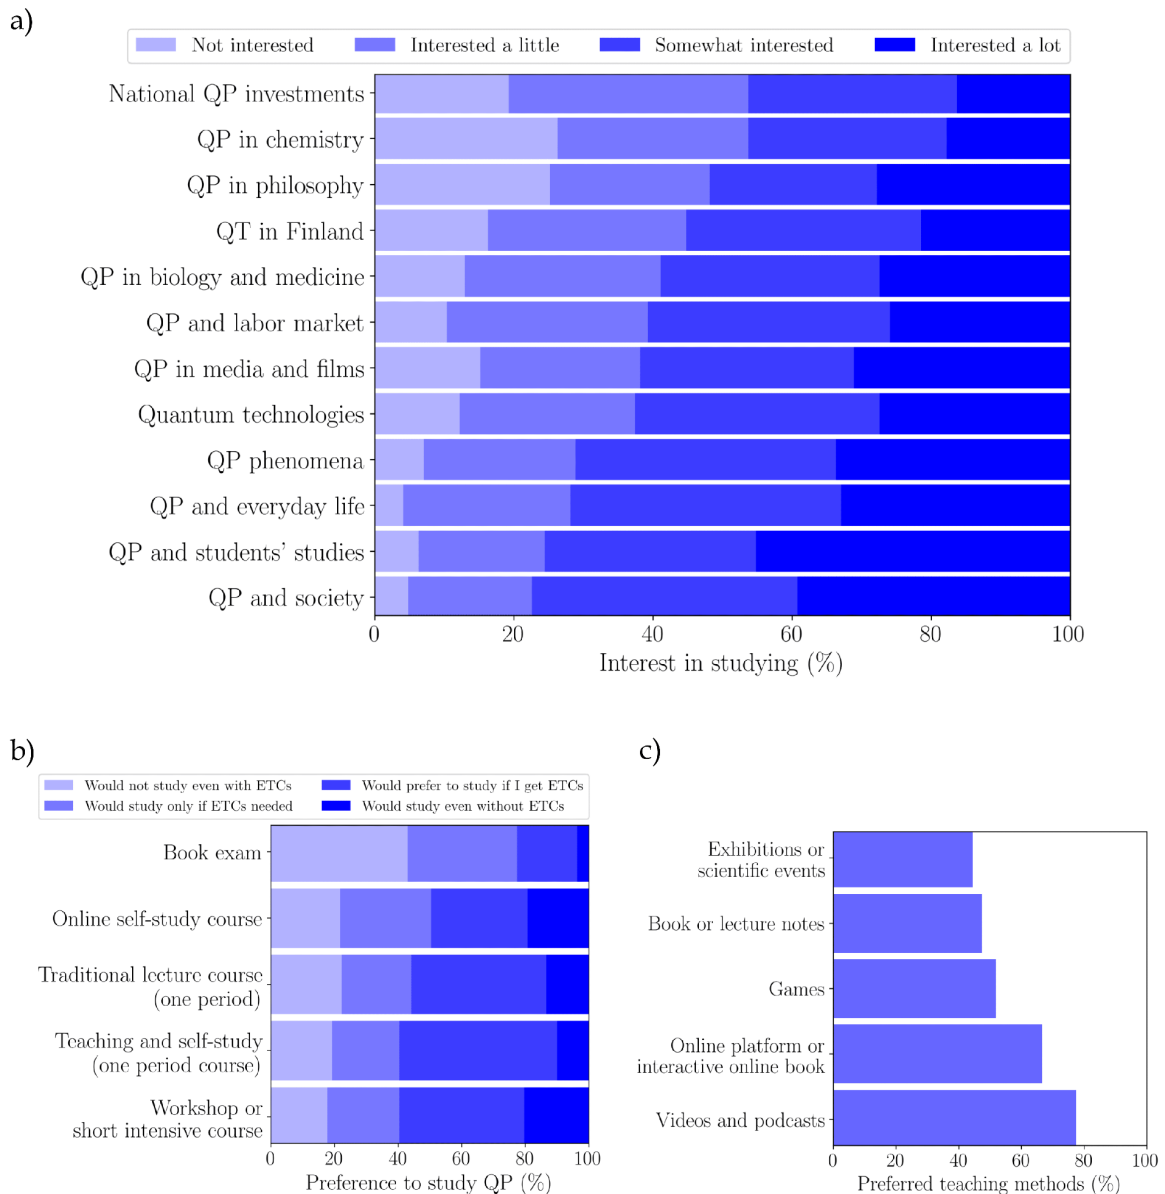 a)
Not interested Interested a little Somewhat interested Interested a lot
National QP investments
QP in chemistry
QP in philosophy
QT in Finland
QP in biology and medicine
QP and labor market
QP in media and films
Quantum technologies
QP phenomena
QP and everyday life
QP and students' studies
QP and society
0 20 40 60 80 100
Interest in studying (%)
b)
Would not study even with ETCs Would prefer to study if I get ETCs
Would study only if ETCs needed Would study even without ETCs
Book exam
Online self-study course
Traditional lecture course
(one period)
Teaching and self-study
(one period course)
Workshop or
short intensive course
0 20 40 60 80 100
Preference to study QP (%)
c)
Exhibitions or
scientific events
Book or lecture notes
Games
Online platform or
interactive online book
Videos and podcasts
0 20 40 60 80 100
Preferred teaching methods (%)